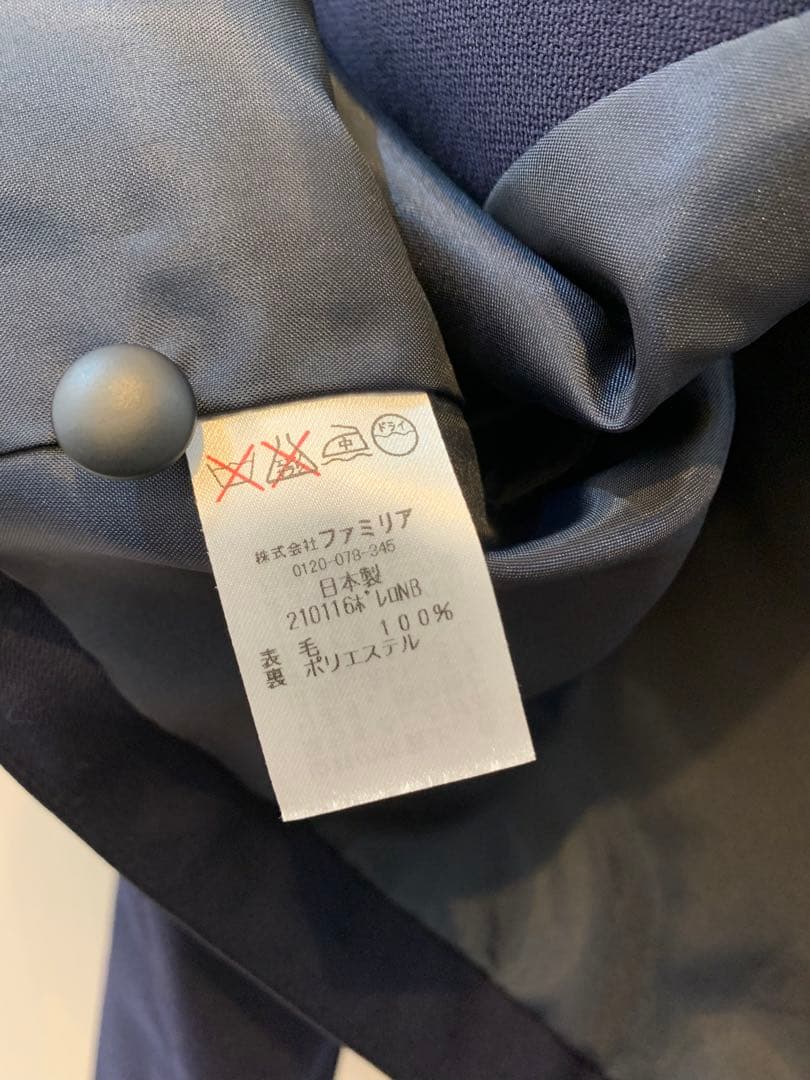 中 ドライ
株式会社ファミリア
0120-078-345
日本製
210116ボレロNB
表 毛 100%
裏 ポリエステル